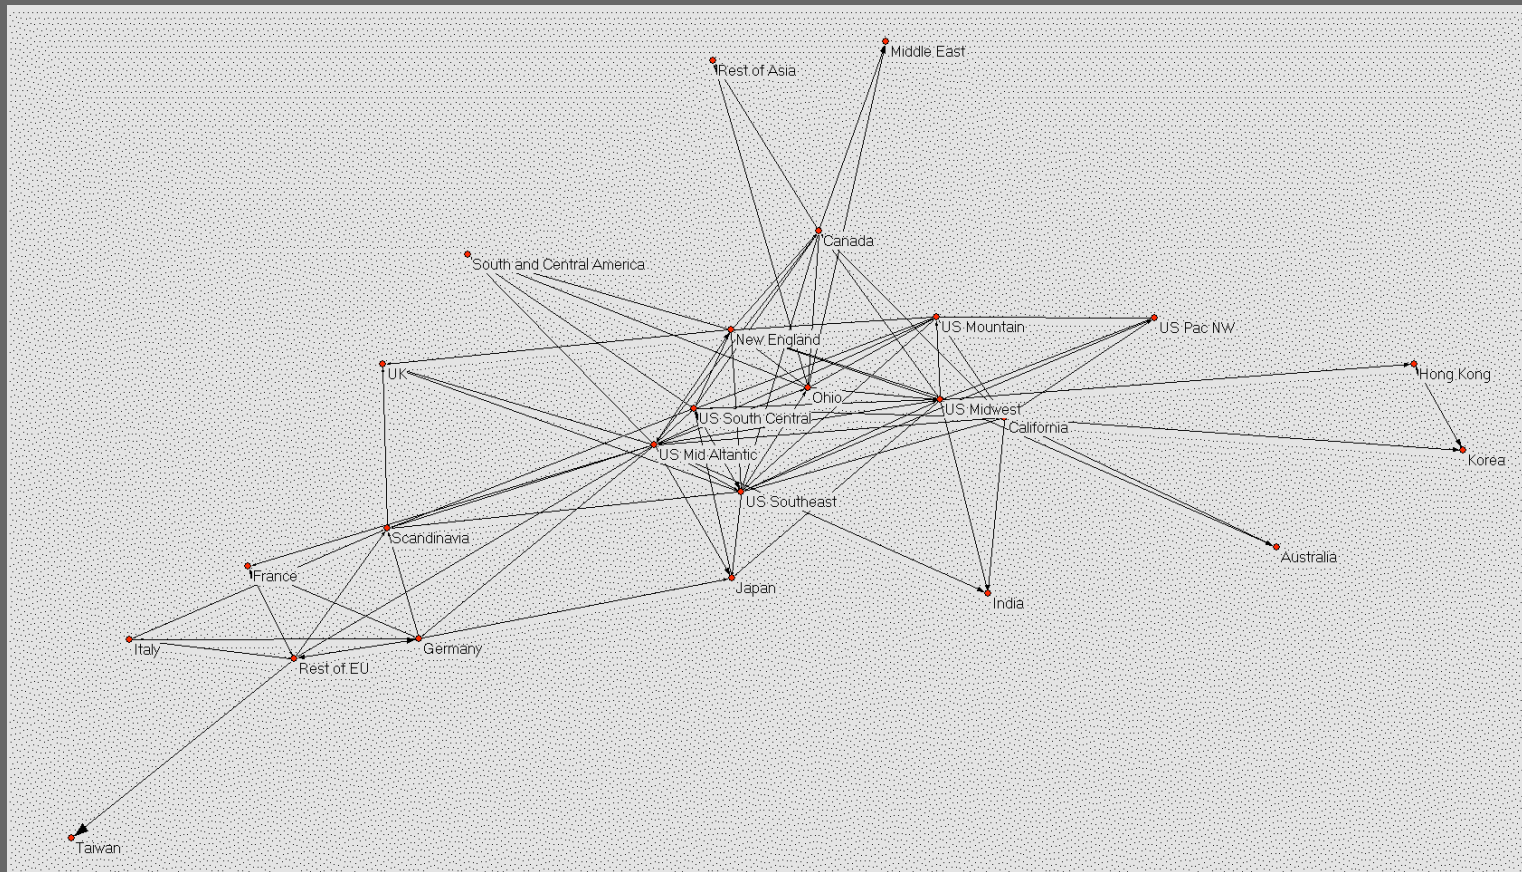 Middle East
Rest of Asia
Canada
South and Central America
US Mountain
US Pac NW
New England
UK
Hong Kong
Ohio
US Midwest
US South Central
California
US Mid Altantic
Korea
US Southeast
Scandinavia
Australia
France
Japan
India
Italy
Germany
Rest of EU
Taiwan